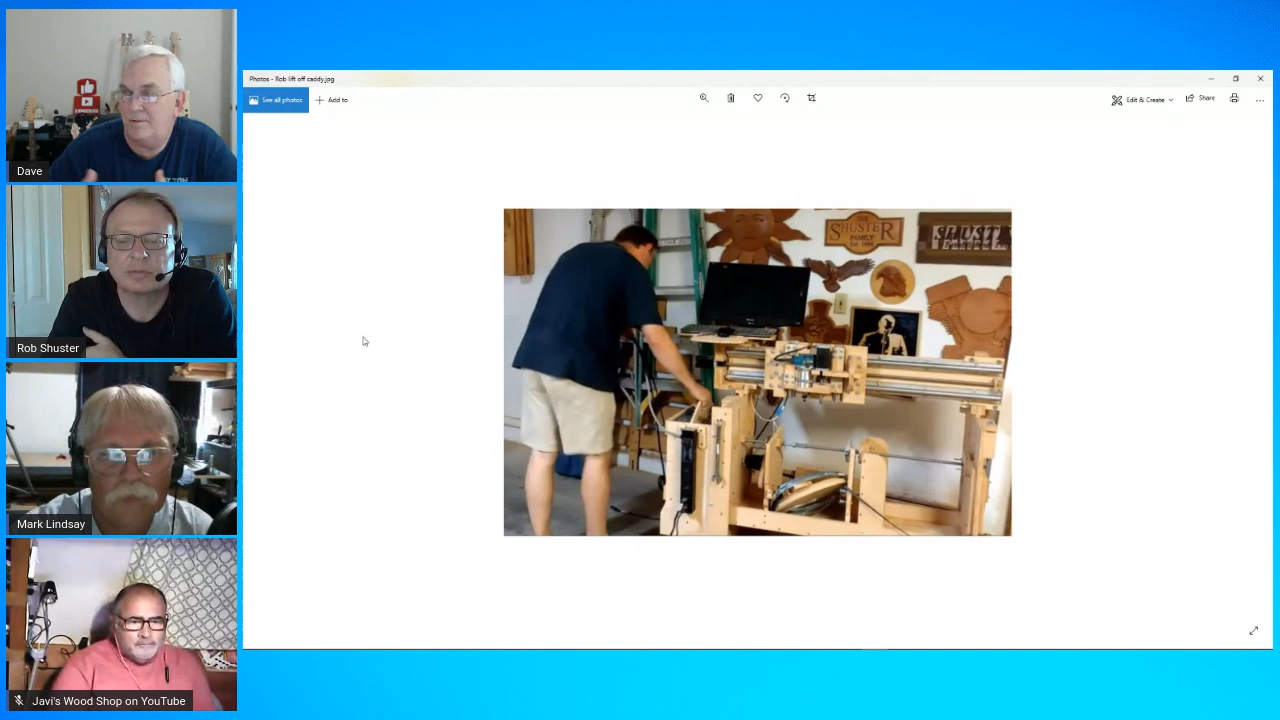 Dave
Rob Shuster
Mark Lindsay
Javi's Wood Shop on YouTube
Photos - Rob lift off caddy.jpg
See all photos
Add to
Edit & Create
Share
THE
SHUSTER
FAMILY